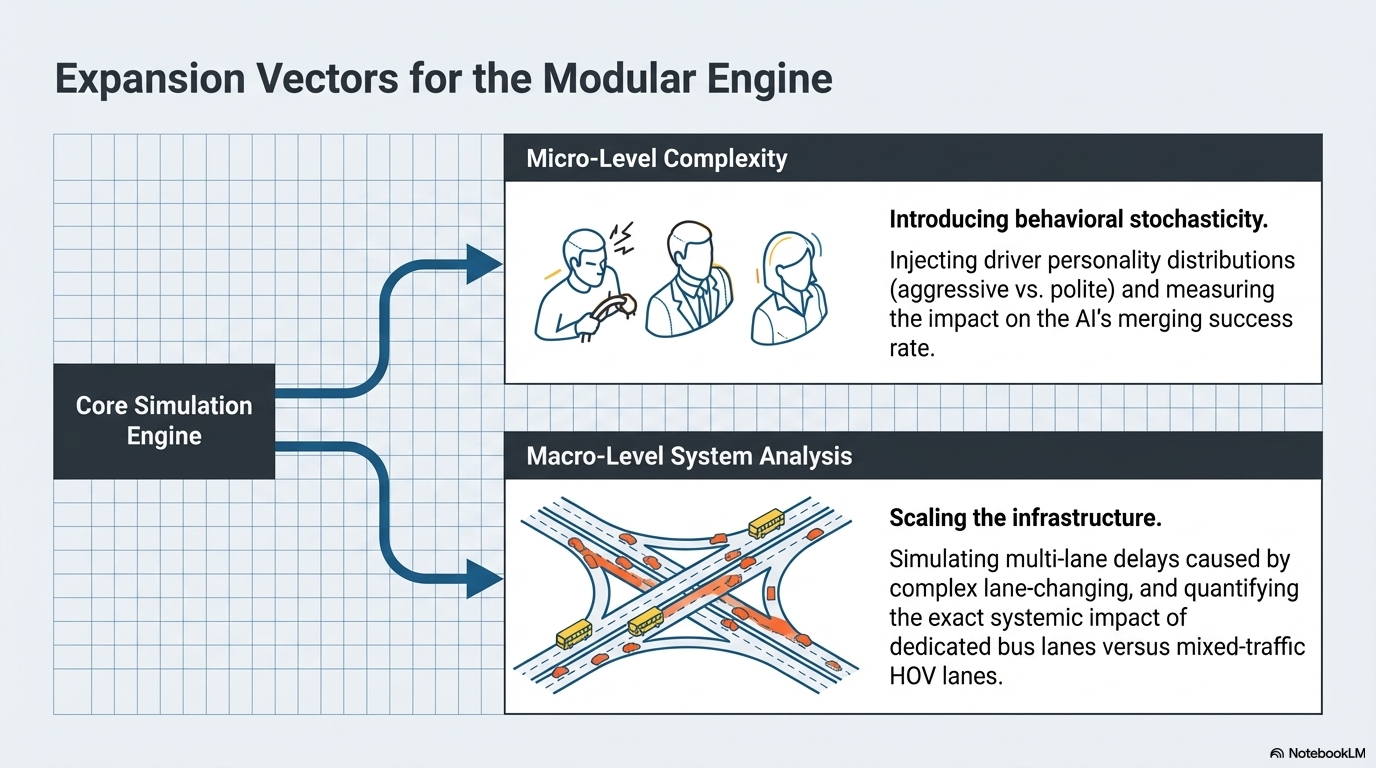 Expansion Vectors for the Modular Engine
Core Simulation
Engine
Micro-Level Complexity
Introducing behavioral stochasticity.
Injecting driver personality distributions
(aggressive vs. polite) and measuring
the impact on the AI's merging success
rate.
Macro-Level System Analysis
Scaling the infrastructure.
Simulating multi-lane delays caused by
complex lane-changing, and quantifying
the exact systemic impact of
dedicated bus lanes versus mixed-traffic
HOV lanes.
NotebookLM